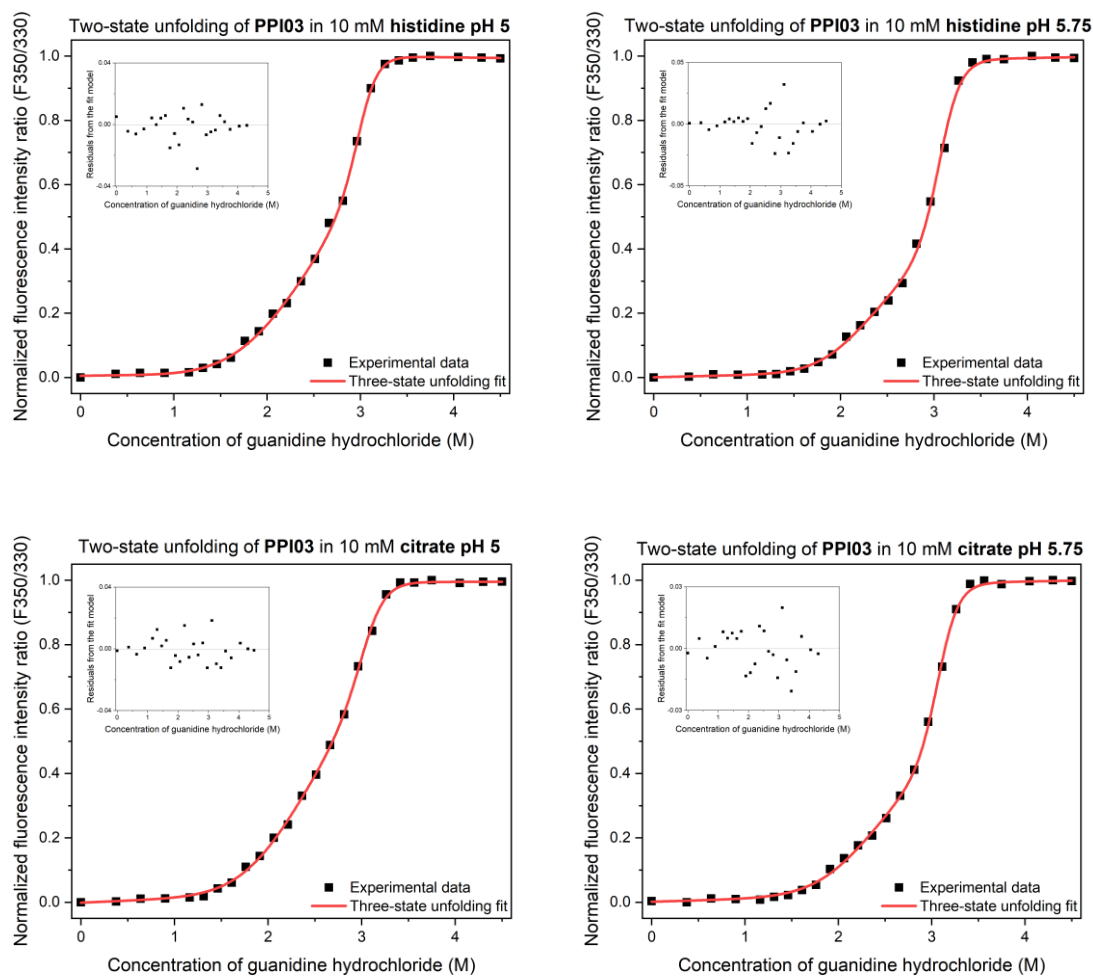 Two-state unfolding of PPI03 in 10 mM histidine pH 5
Normalized fluorescence intensity ratio (F350/330)
1.0
0.8
0.6
0.4
0.2
0.0
0
1
2
3
4
Concentration of guanidine hydrochloride (M)
Residuals from the fit model
0.04
0.00
-0.04
0
1
2
3
4
5
Concentration of guanidine hydrochloride (M)
Experimental data
Three-state unfolding fit
Two-state unfolding of PPI03 in 10 mM histidine pH 5.75
Normalized fluorescence intensity ratio (F350/330)
1.0
0.8
0.6
0.4
0.2
0.0
0
1
2
3
4
Concentration of guanidine hydrochloride (M)
Residuals from the fit model
0.05
0.00
-0.05
0
1
2
3
4
5
Concentration of guanidine hydrochloride (M)
Experimental data
Three-state unfolding fit
Two-state unfolding of PPI03 in 10 mM citrate pH 5
Normalized fluorescence intensity ratio (F350/330)
1.0
0.8
0.6
0.4
0.2
0.0
0
1
2
3
4
Concentration of guanidine hydrochloride (M)
Residuals from the fit model
0.04
0.00
-0.04
0
1
2
3
4
5
Concentration of guanidine hydrochloride (M)
Experimental data
Three-state unfolding fit
Two-state unfolding of PPI03 in 10 mM citrate pH 5.75
Normalized fluorescence intensity ratio (F350/330)
1.0
0.8
0.6
0.4
0.2
0.0
0
1
2
3
4
Concentration of guanidine hydrochloride (M)
Residuals from the fit model
0.03
0.00
-0.03
0
1
2
3
4
5
Concentration of guanidine hydrochloride (M)
Experimental data
Three-state unfolding fit